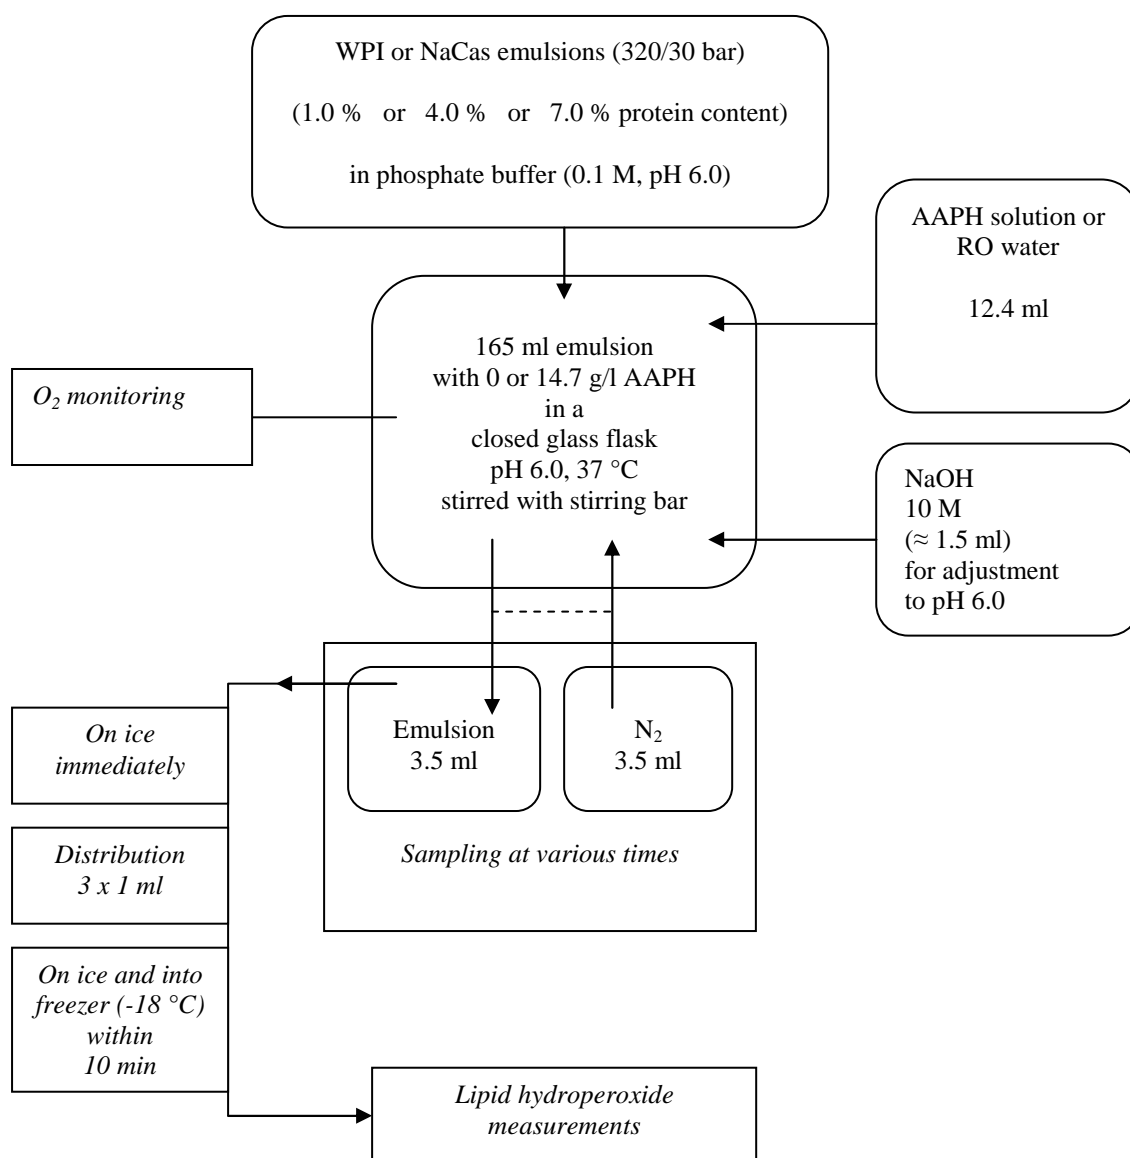 WPI or NaCas emulsions (320/30 bar)
(1.0 % or 4.0 % or 7.0 % protein content)
in phosphate buffer (0.1 M, pH 6.0)
AAPH solution or
RO water
12.4 ml
165 ml emulsion
with 0 or 14.7 g/l AAPH
in a
closed glass flask
pH 6.0, 37 °C
stirred with stirring bar
O₂ monitoring
NaOH
10 M
(≈ 1.5 ml)
for adjustment
to pH 6.0
Emulsion
3.5 ml
N₂
3.5 ml
Sampling at various times
On ice
immediately
Distribution
3 x 1 ml
On ice and into
freezer (-18 °C)
within
10 min
Lipid hydroperoxide
measurements